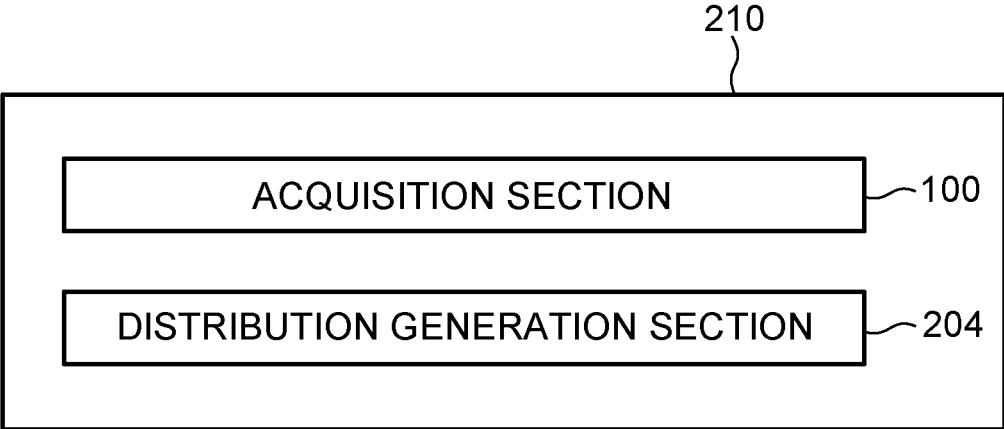 210
ACQUISITION SECTION
100
DISTRIBUTION GENERATION SECTION
204